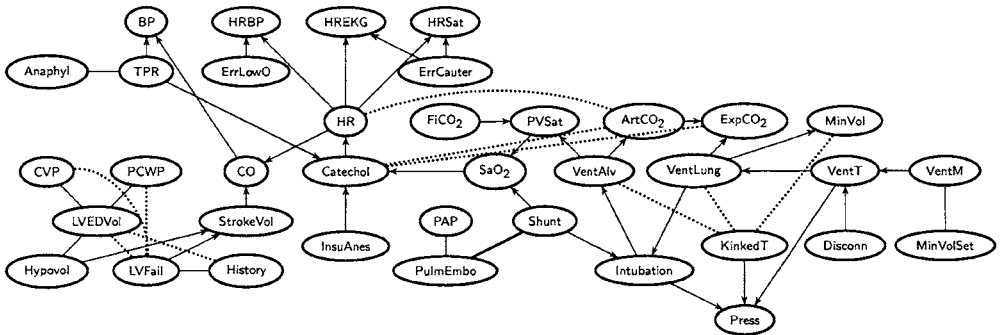 BP
HRBP
HREKG
HRSat
Anaphyl
TPR
ErrLowO
ErrCauter
HR
FiCO₂
PVSat
ArtCO₂
ExpCO₂
MinVol
CVP
PCWP
CO
Catechol
SaO₂
VentAlv
VentLung
VentT
VentM
LVEDVol
StrokeVol
PAP
Shunt
InsuAnes
KinkedT
Disconn
MinVolSet
Hypovol
LVFail
History
PulmEmbo
Intubation
Press